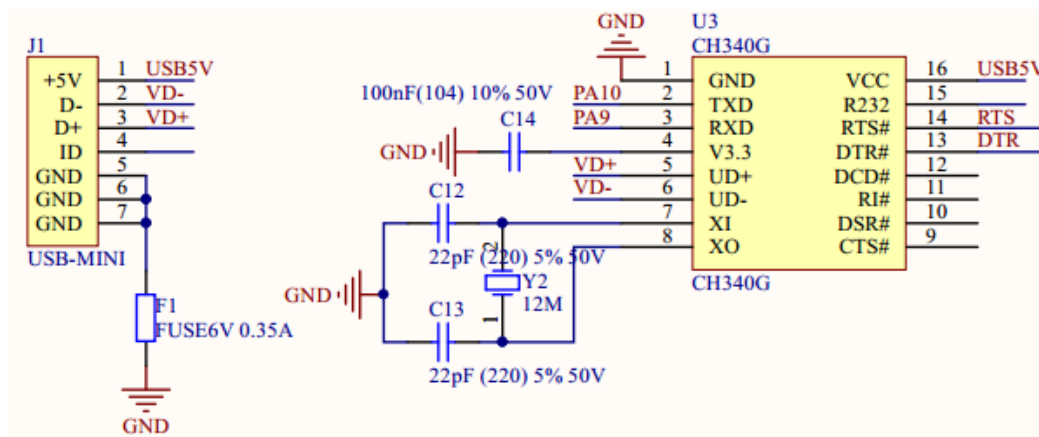 J1
+5V 1 USB5V
D- 2 VD-
D+ 3 VD+
ID 4
GND 5
GND 6
GND 7
USB-MINI
F1
FUSE6V 0.35A
GND
GND
U3
CH340G
100nF(104) 10% 50V
C14
GND
1 GND
PA10 2 TXD
PA9 3 RXD
4 V3.3
VD+ 5 UD+
VD- 6 UD-
7 XI
8 XO
VCC 16 USB5V
R232 15
RTS# 14 RTS
DTR# 13 DTR
DCD# 12
RI# 11
DSR# 10
CTS# 9
CH340G
C12
22pF (220) 5% 50V
2
Y2
12M
GND
1
C13
22pF (220) 5% 50V